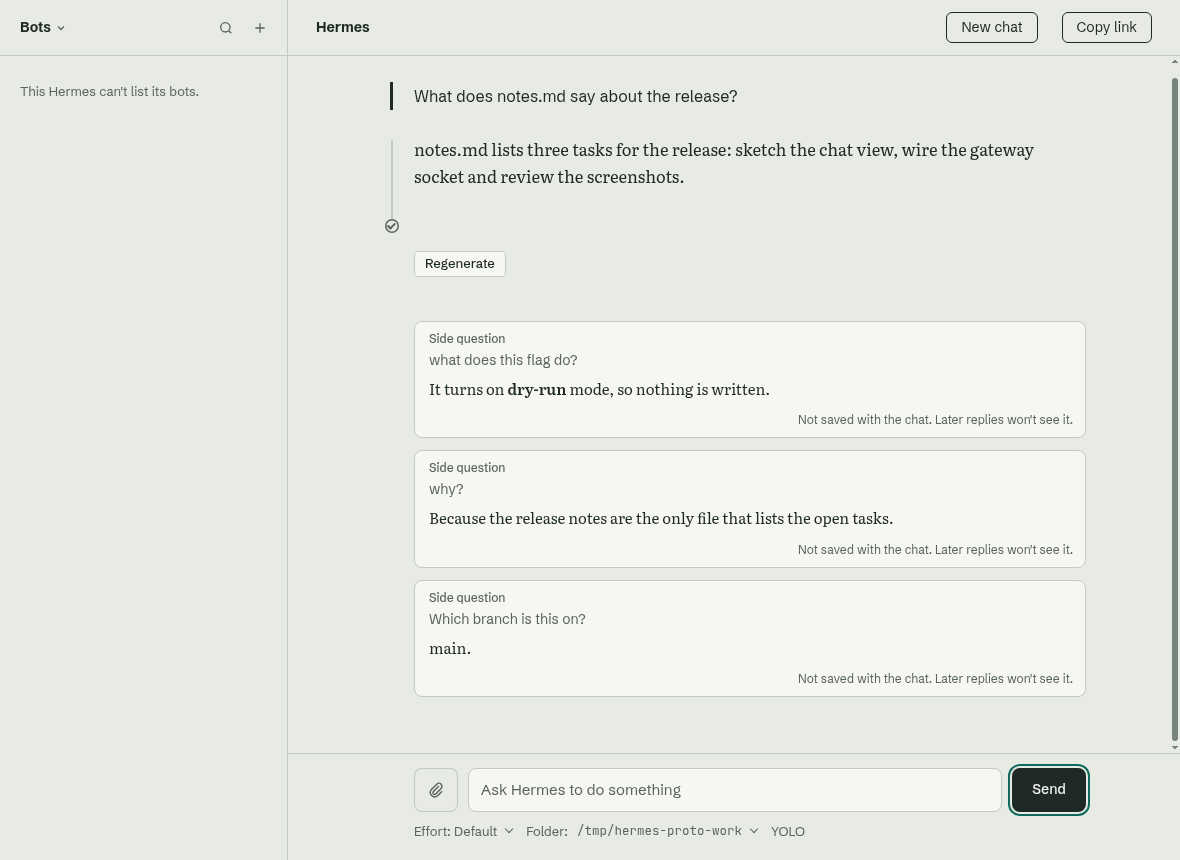 Bots
Hermes
New chat
Copy link
This Hermes can't list its bots.
What does notes.md say about the release?
notes.md lists three tasks for the release: sketch the chat view, wire the gateway
socket and review the screenshots.
Regenerate
Side question
what does this flag do?
It turns on dry-run mode, so nothing is written.
Not saved with the chat. Later replies won't see it.
Side question
why?
Because the release notes are the only file that lists the open tasks.
Not saved with the chat. Later replies won't see it.
Side question
Which branch is this on?
main.
Not saved with the chat. Later replies won't see it.
Ask Hermes to do something
Send
Effort: Default
Folder: /tmp/hermes-proto-work
YOLO